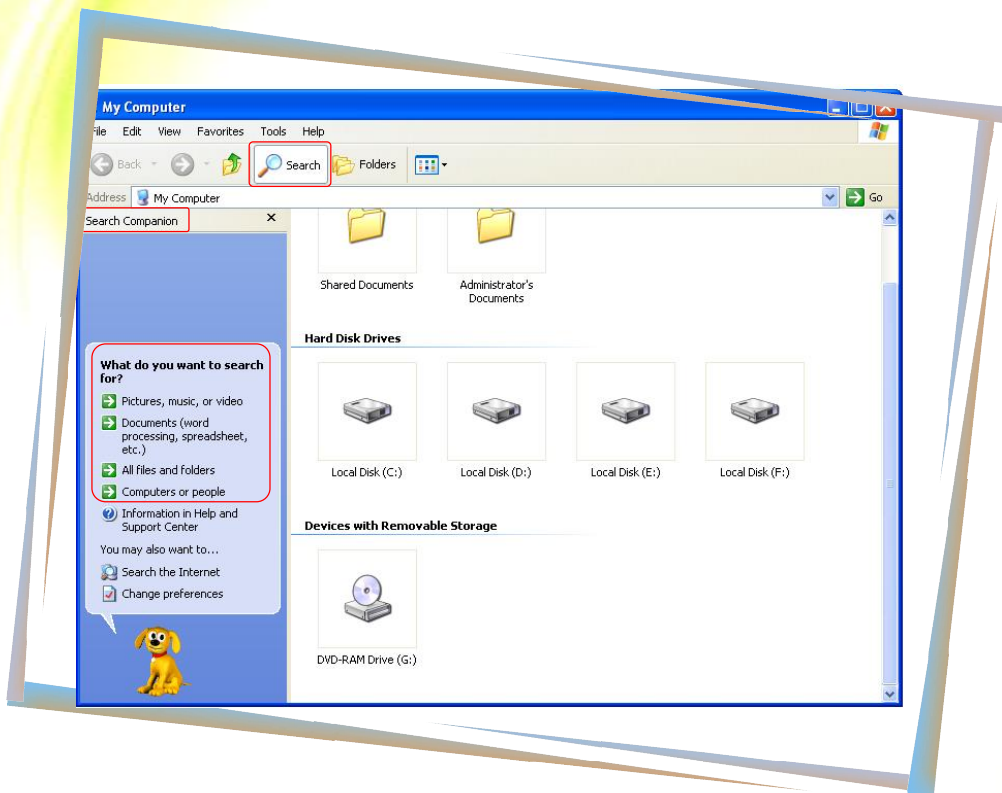 My Computer
File Edit View Favorites Tools Help
Back Search Folders
Address My Computer Go
Search Companion
Shared Documents
Administrator's
Documents
Hard Disk Drives
What do you want to search
for?
Pictures, music, or video
Documents (word
processing, spreadsheet,
etc.)
All files and folders
Computers or people
Information in Help and
Support Center
You may also want to...
Search the Internet
Change preferences
Local Disk (C:) Local Disk (D:) Local Disk (E:) Local Disk (F:)
Devices with Removable Storage
DVD-RAM Drive (G:)